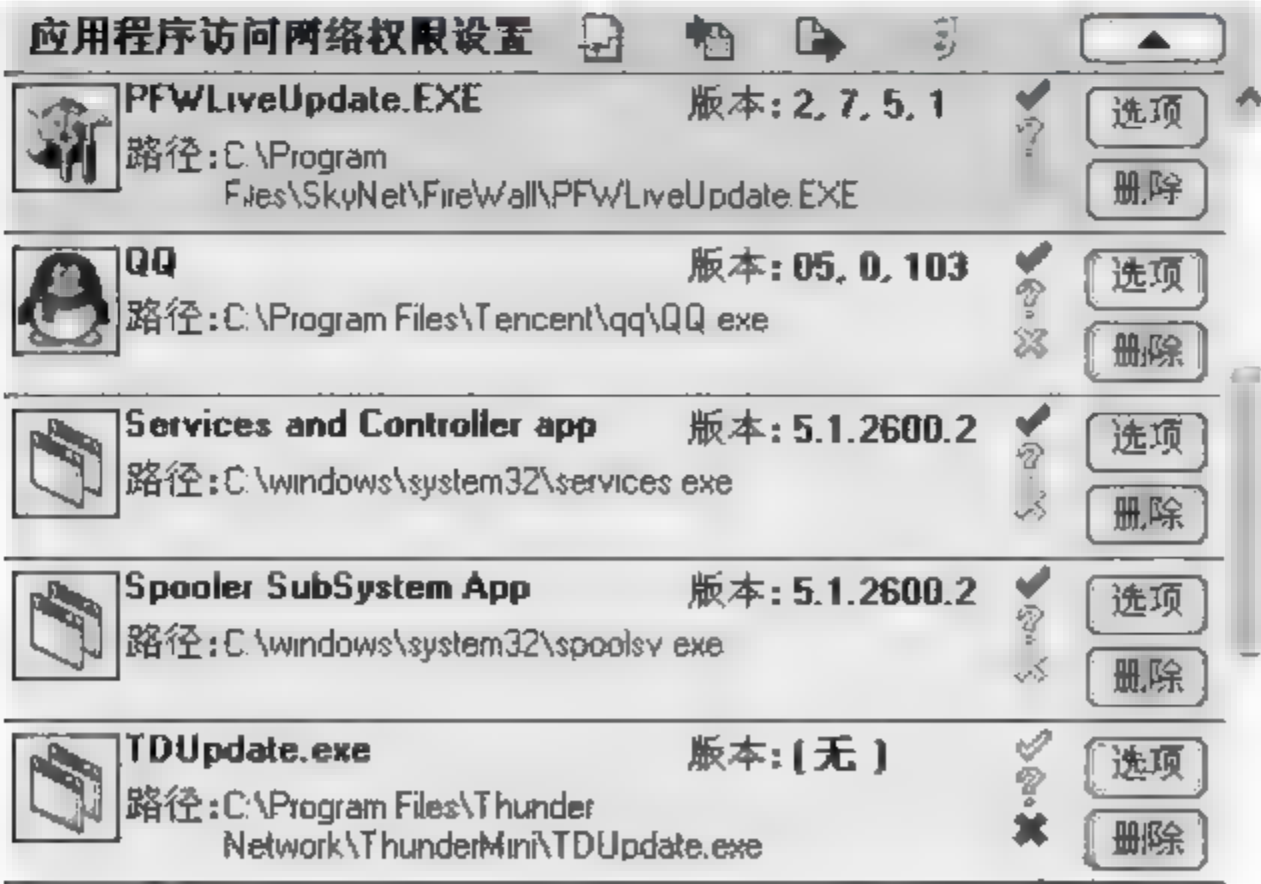 应用程序访问网络权限设置
PFWLiveUpdate.EXE 版本:2, 7, 5, 1 选项
路径:C:\Program
Files\SkyNet\FireWall\PFWLiveUpdate.EXE 删除
QQ 版本:05, 0, 103 选项
路径:C:\Program Files\Tencent\qq\QQ.exe 删除
Services and Controller app 版本:5.1.2600.2 选项
路径:C:\windows\system32\services.exe 删除
Spooler SubSystem App 版本:5.1.2600.2 选项
路径:C:\windows\system32\spoolsv.exe 删除
TDUpdate.exe 版本:(无) 选项
路径:C:\Program Files\Thunder
Network\ThunderMini\TDUpdate.exe 删除